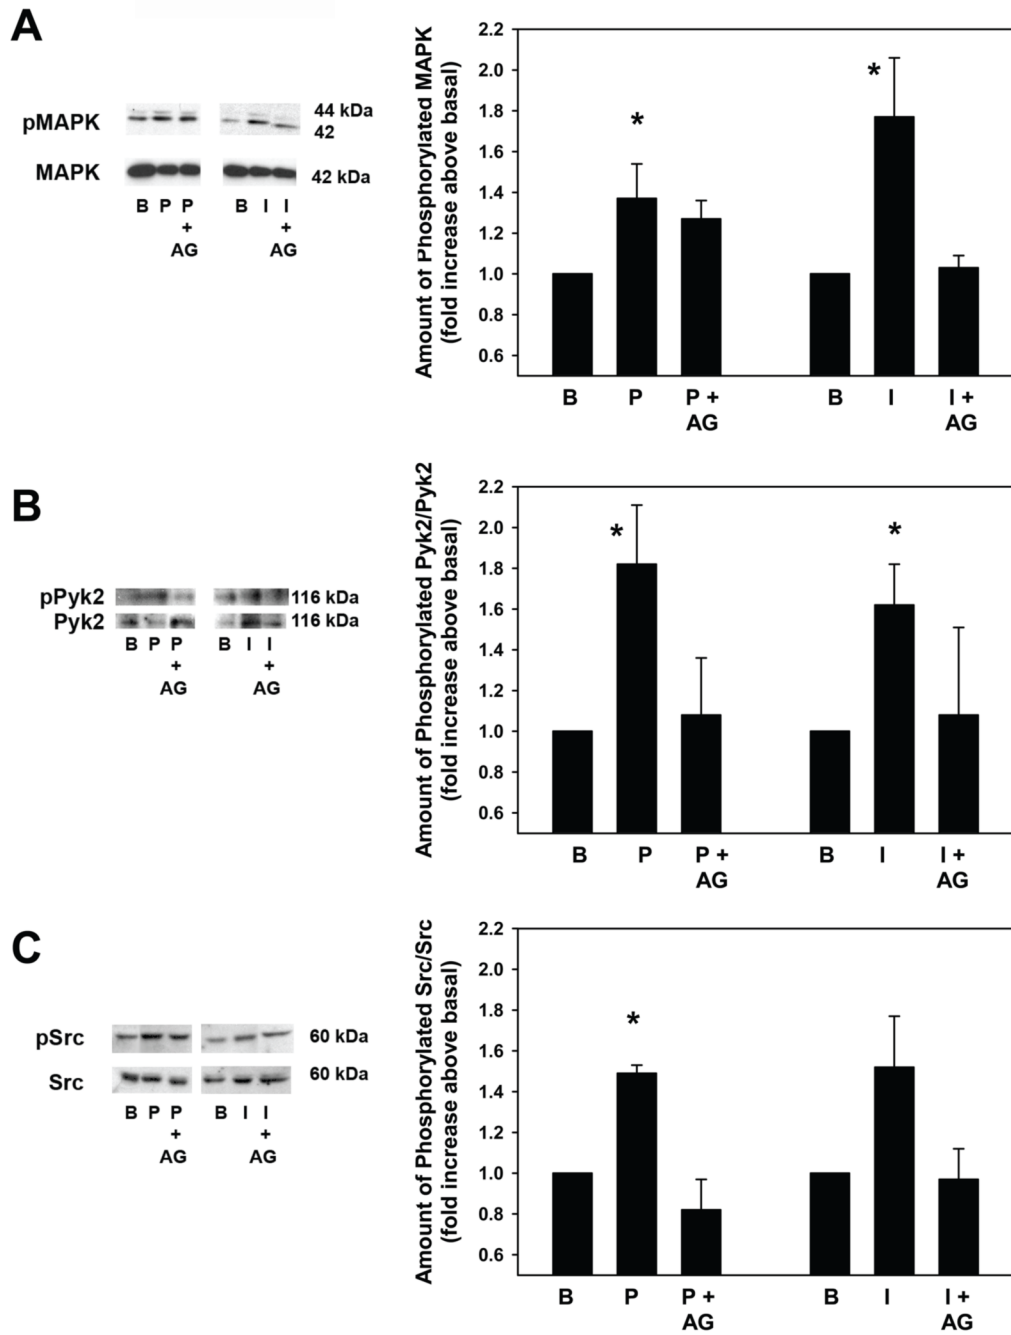 A
pMAPK
44 kDa
42
MAPK
42 kDa
B P P B I I
+ +
AG AG
Amount of Phosphorylated MAPK
(fold increase above basal)
2.2
2.0
1.8
1.6
1.4
1.2
1.0
0.8
0.6
* *
B P P + B I I +
AG AG
B
pPyk2 116 kDa
Pyk2 116 kDa
B P P B I I
+ +
AG AG
Amount of Phosphorylated Pyk2/Pyk2
(fold increase above basal)
2.2
2.0
1.8
1.6
1.4
1.2
1.0
0.8
0.6
* *
B P P + B I I +
AG AG
C
pSrc 60 kDa
Src 60 kDa
B P P B I I
+ +
AG AG
Amount of Phosphorylated Src/Src
(fold increase above basal)
2.2
2.0
1.8
1.6
1.4
1.2
1.0
0.8
0.6
*
B P P + B I I +
AG AG